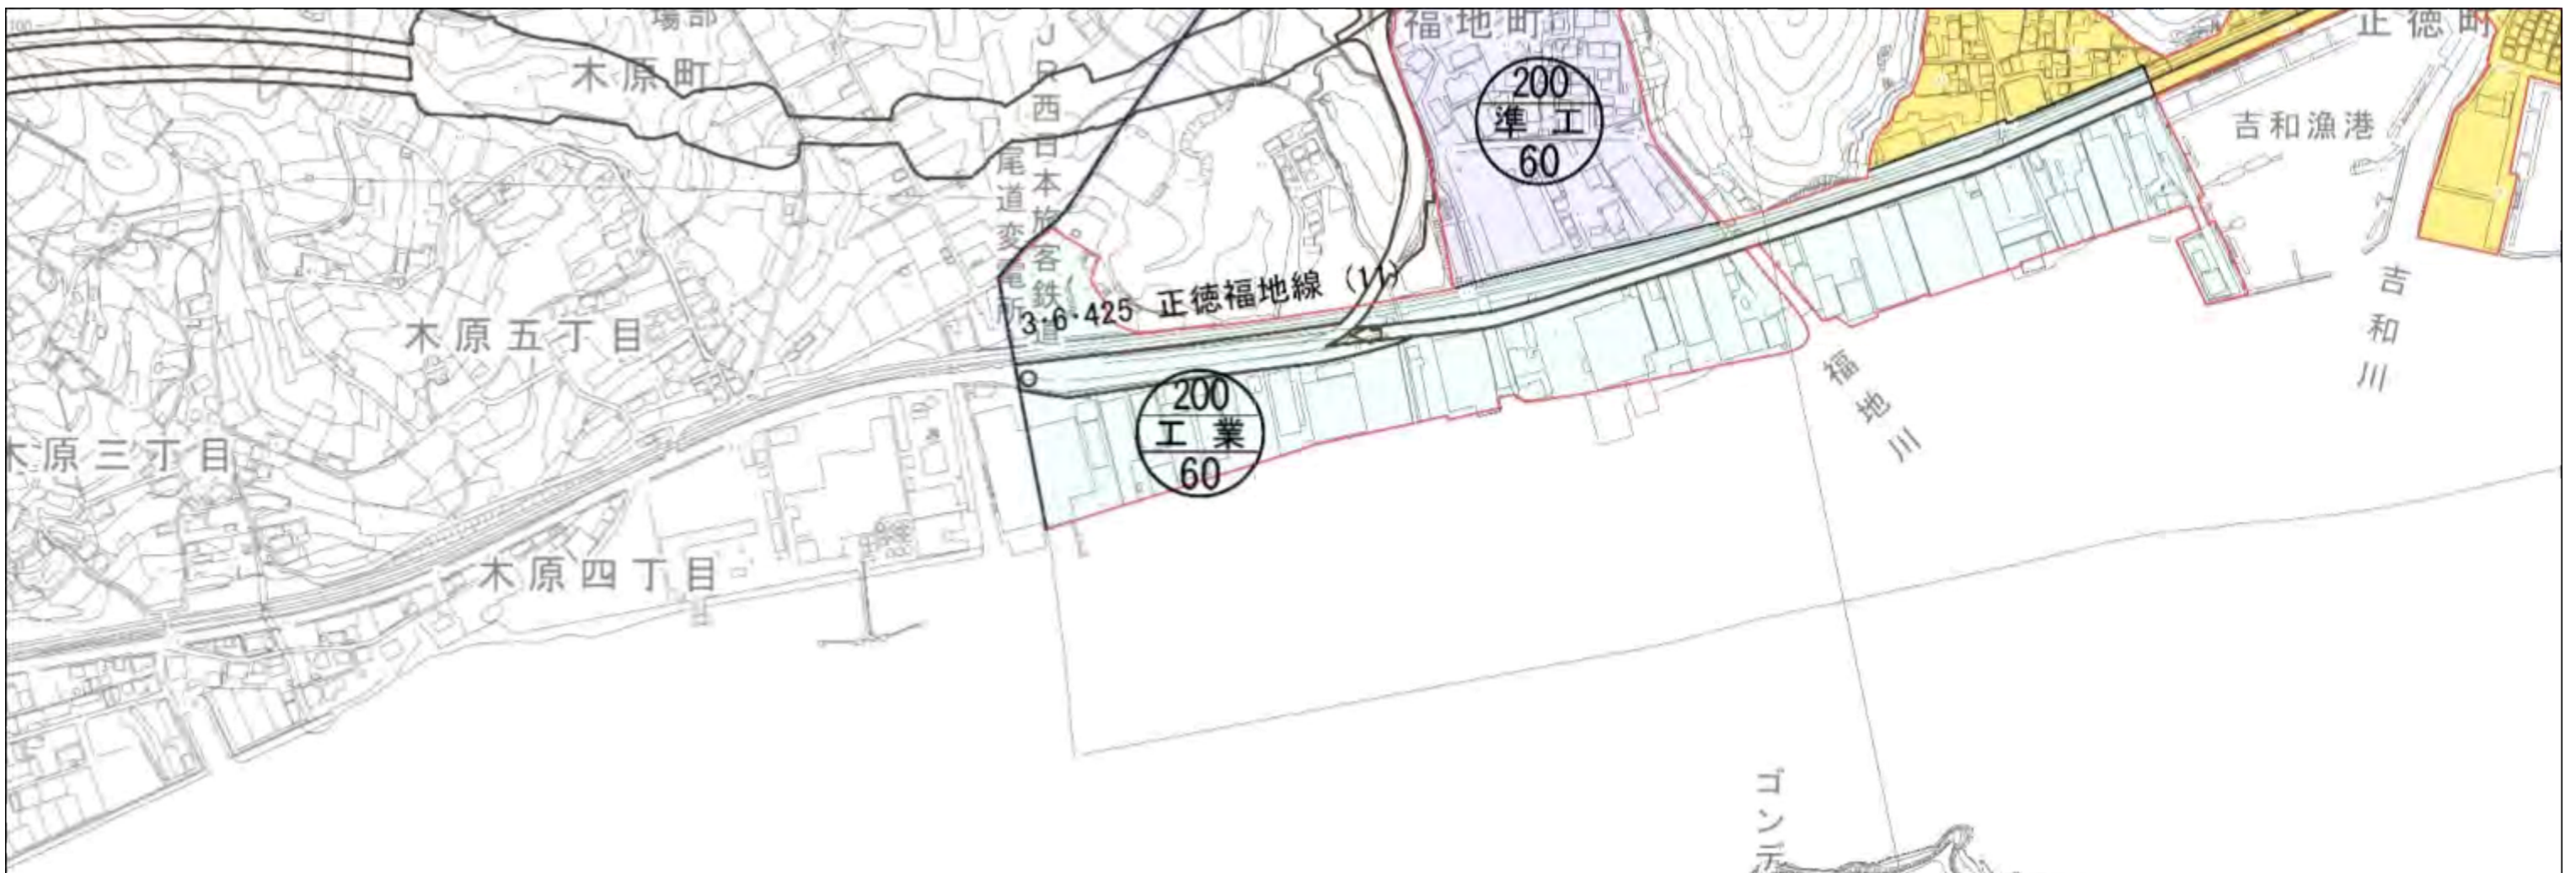 100
場部
木原町
JR西日本旅客鉄道
尾道変電所
福地町
200
準工
60
正徳町
吉和漁港
吉和川
3・6・425 正徳福地線 (11)
木原五丁目
200
工業
60
福地川
木原三丁目
木原四丁目
ゴンデ